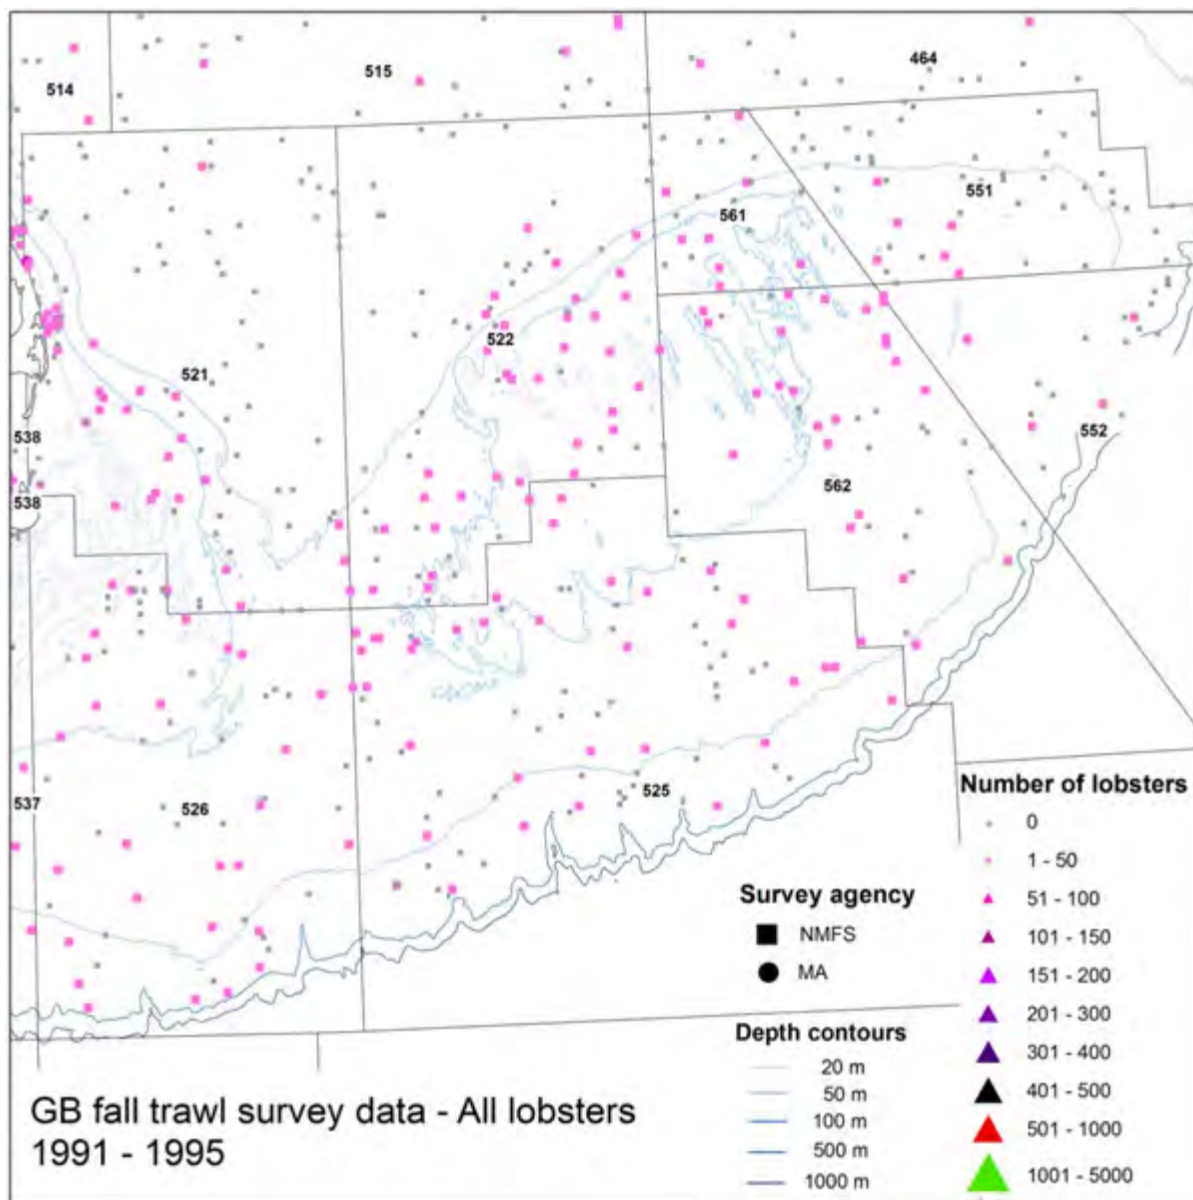 464
515
514
551
561
522
521
538
552
562
538
525
537
526
Number of lobsters
0
1 - 50
51 - 100
101 - 150
151 - 200
201 - 300
301 - 400
401 - 500
501 - 1000
1001 - 5000
Survey agency
NMFS
MA
Depth contours
20 m
50 m
100 m
500 m
1000 m
GB fall trawl survey data - All lobsters
1991 - 1995